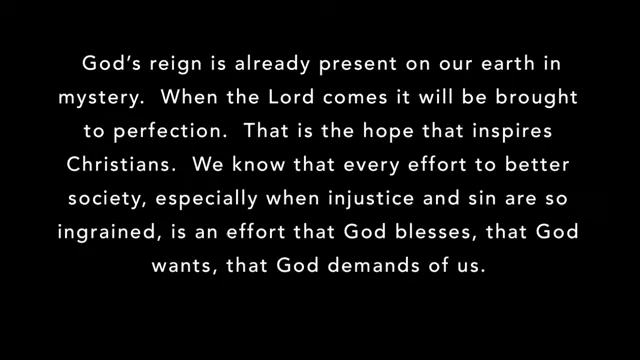 God's reign is already present on our earth in
mystery.  When the Lord comes it will be brought
to perfection.  That is the hope that inspires
Christians.  We know that every effort to better
society, especially when injustice and sin are so
ingrained, is an effort that God blesses, that God
wants, that God demands of us.